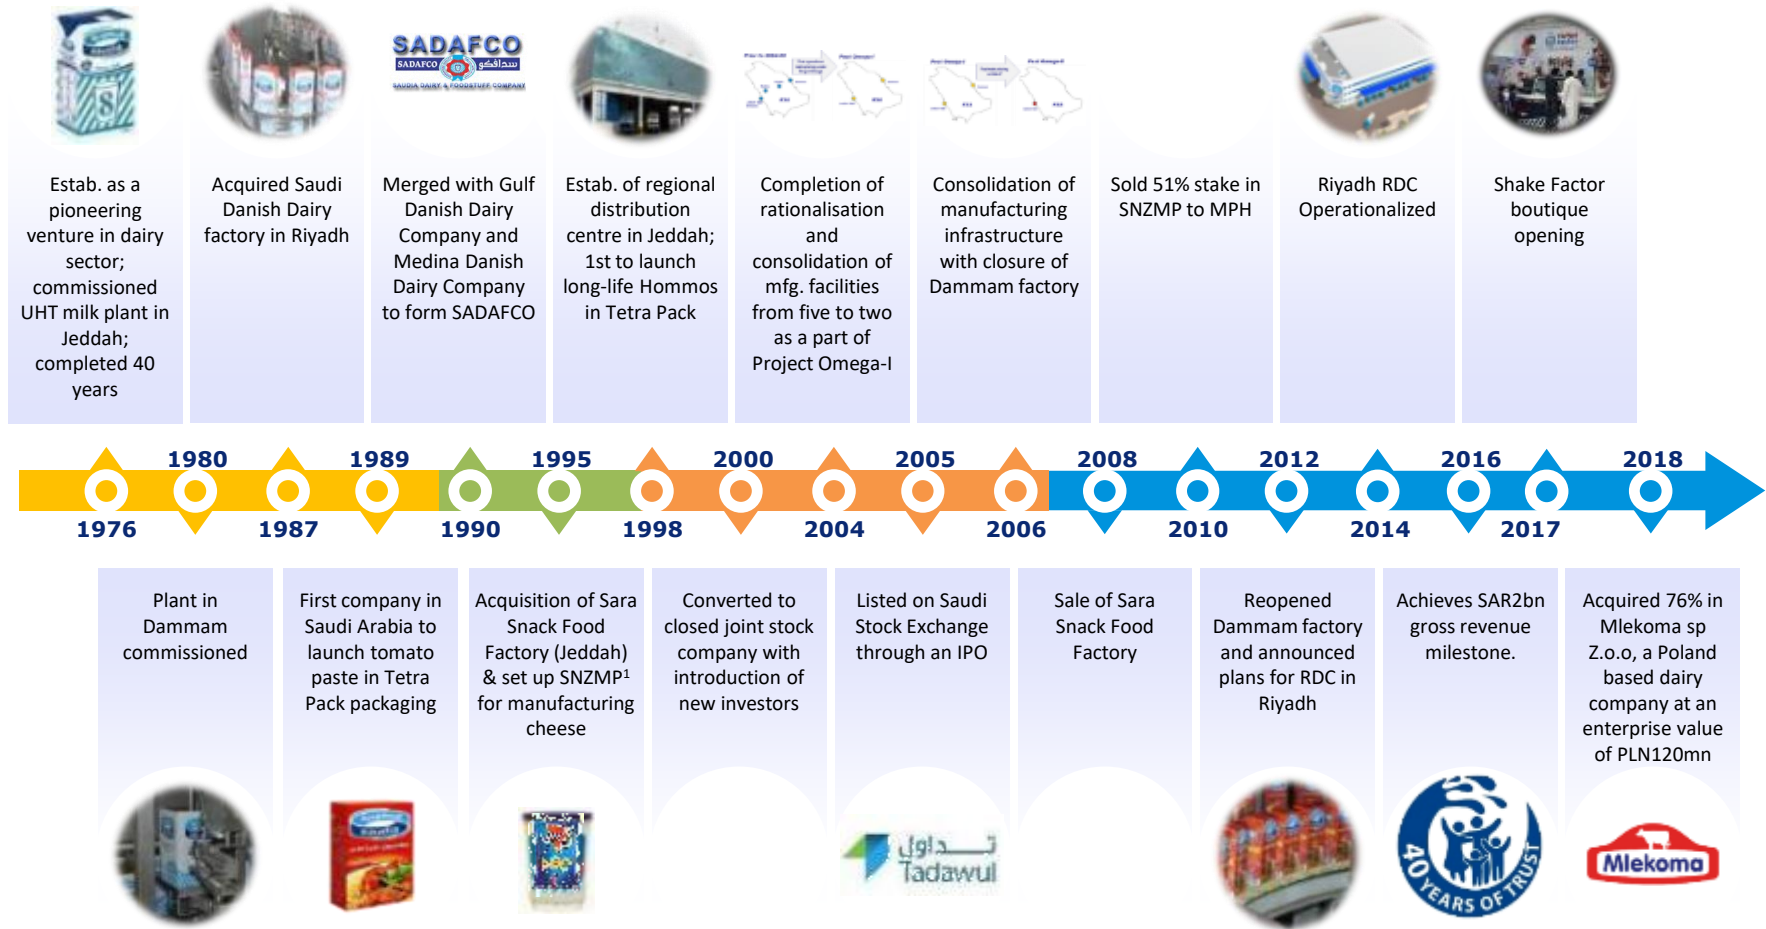 SADAFCO
SADAFCO سدافكو
SAUDIA DAIRY & FOODSTUFF COMPANY
Estab. as a
pioneering
venture in dairy
sector;
commissioned
UHT milk plant in
Jeddah;
completed 40
years
Acquired Saudi
Danish Dairy
factory in Riyadh
Merged with Gulf
Danish Dairy
Company and
Medina Danish
Dairy Company
to form SADAFCO
Estab. of regional
distribution
centre in Jeddah;
1st to launch
long-life Hommos
in Tetra Pack
Completion of
rationalisation
and
consolidation of
mfg. facilities
from five to two
as a part of
Project Omega-I
Consolidation of
manufacturing
infrastructure
with closure of
Dammam factory
Sold 51% stake in
SNZMP to MPH
Riyadh RDC
Operationalized
Shake Factor
boutique
opening
1980
1989
1995
2000
2005
2008
2012
2016
2018
1976
1987
1990
1998
2004
2006
2010
2014
2017
Plant in
Dammam
commissioned
First company in
Saudi Arabia to
launch tomato
paste in Tetra
Pack packaging
Acquisition of Sara
Snack Food
Factory (Jeddah)
& set up SNZMP¹
for manufacturing
cheese
Converted to
closed joint stock
company with
introduction of
new investors
Listed on Saudi
Stock Exchange
through an IPO
Sale of Sara
Snack Food
Factory
Reopened
Dammam factory
and announced
plans for RDC in
Riyadh
Achieves SAR2bn
gross revenue
milestone.
Acquired 76% in
Mlekoma sp
Z.o.o, a Poland
based dairy
company at an
enterprise value
of PLN120mn
تداول
Tadawul
40 YEARS OF TRUST
Mlekoma